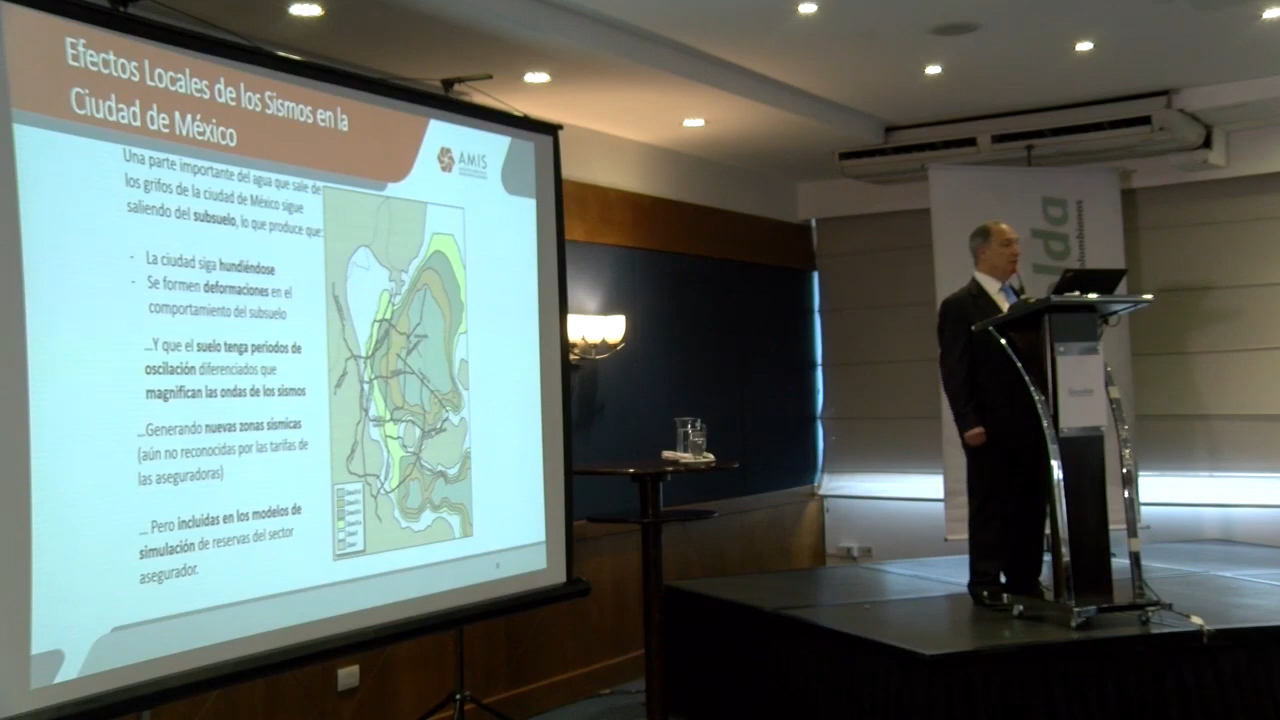 Efectos Locales de los Sismos en la
Ciudad de México
AMIS
Una parte importante del agua que sale de
los grifos de la ciudad de México sigue
saliendo del subsuelo, lo que produce que:
- La ciudad siga hundiéndose
- Se formen deformaciones en el
comportamiento del subsuelo
...Y que el suelo tenga periodos de
oscilación diferenciados que
magnifican las ondas de los sismos
...Generando nuevas zonas sísmicas
(aún no reconocidas por las tarifas de
las aseguradoras)
... Pero incluidas en los modelos de
simulación de reservas del sector
asegurador.
8
lda